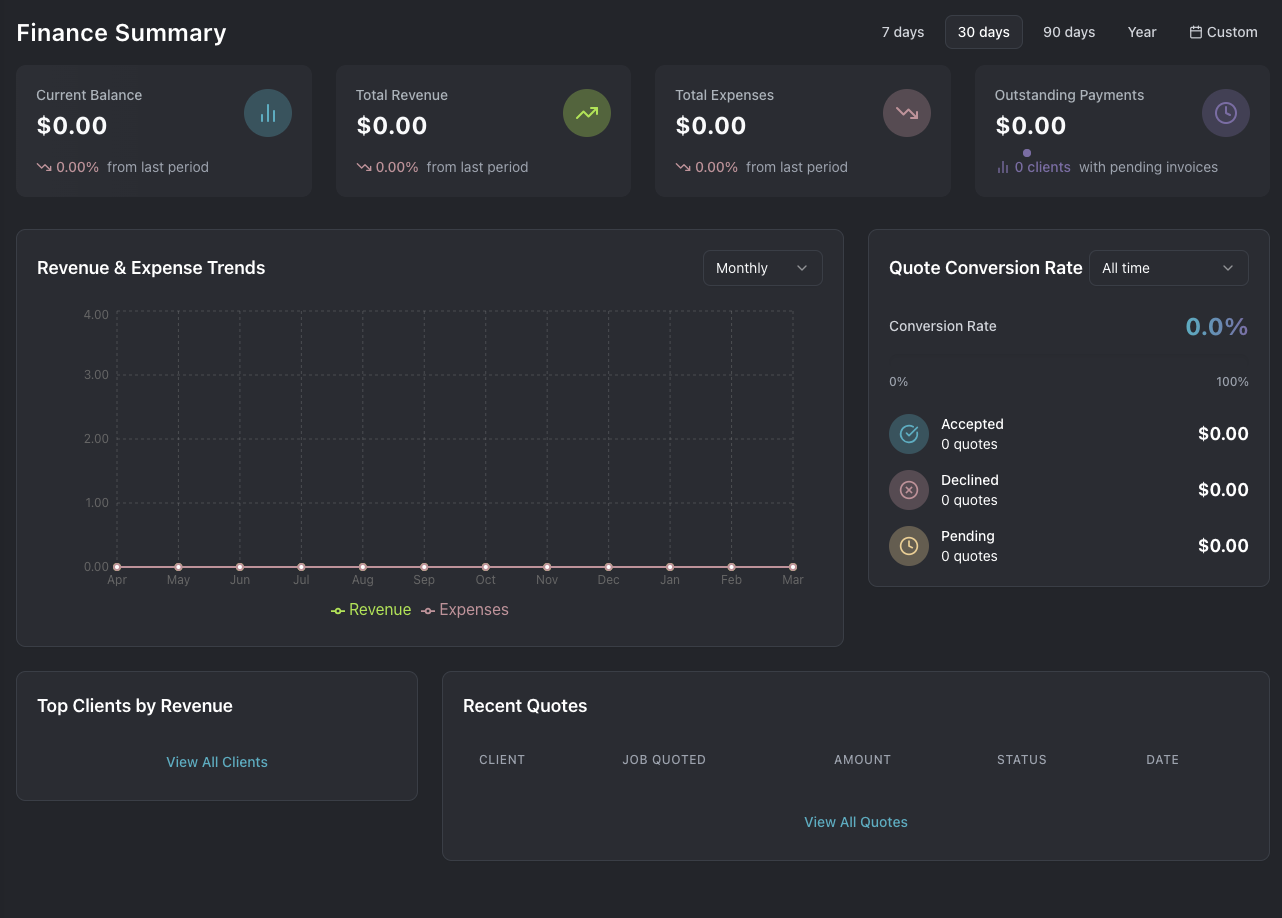 Finance Summary
7 days
30 days
90 days
Year
Custom
Current Balance
$0.00
0.00% from last period
Total Revenue
$0.00
0.00% from last period
Total Expenses
$0.00
0.00% from last period
Outstanding Payments
$0.00
0 clients with pending invoices
Revenue & Expense Trends
Monthly
4.00
3.00
2.00
1.00
0.00
Apr May Jun Jul Aug Sep Oct Nov Dec Jan Feb Mar
Revenue Expenses
Quote Conversion Rate
All time
Conversion Rate
0.0%
0% 100%
Accepted
0 quotes
$0.00
Declined
0 quotes
$0.00
Pending
0 quotes
$0.00
Top Clients by Revenue
View All Clients
Recent Quotes
CLIENT JOB QUOTED AMOUNT STATUS DATE
View All Quotes